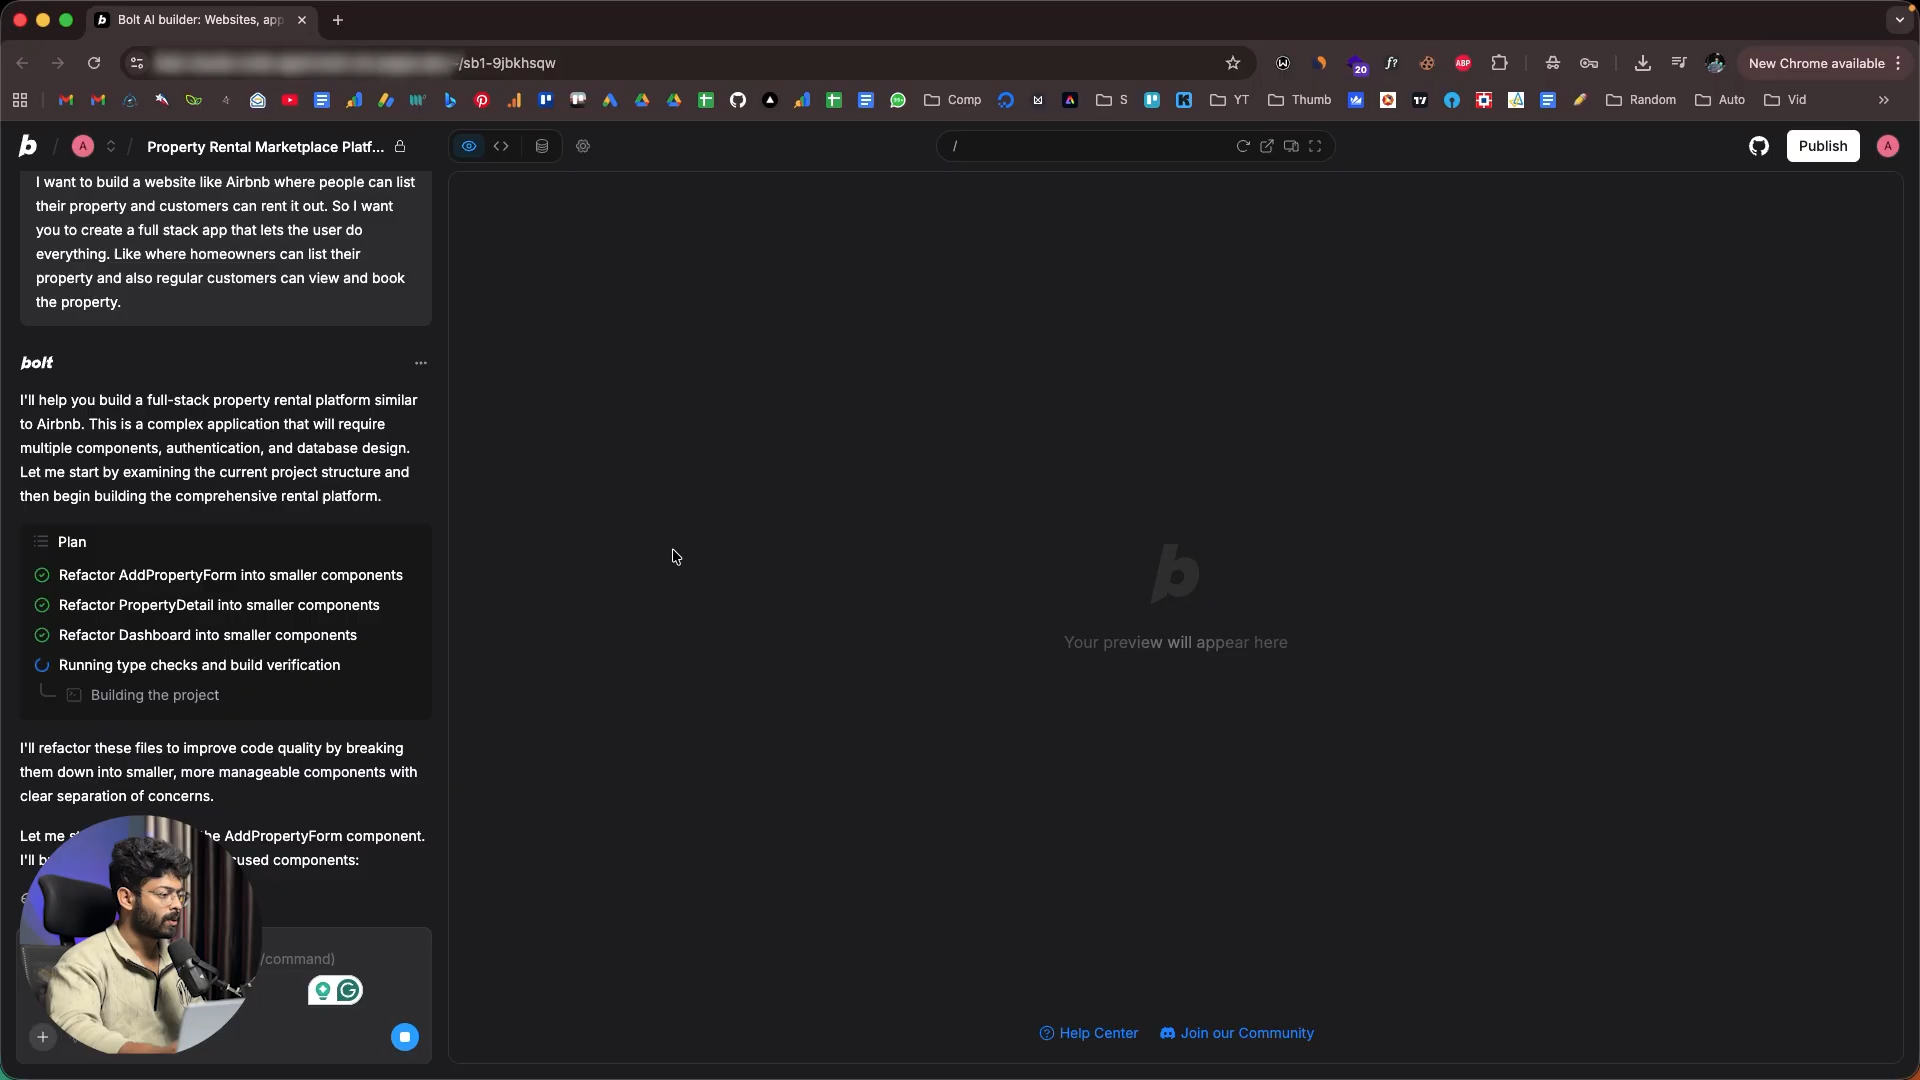 Bolt AI builder: Websites, app
/sb1-9jbkhsqw
20
ABP
New Chrome available
Comp
S
YT
Thumb
Random
Auto
Vid
A
Property Rental Marketplace Platf...
/
Publish
A
I want to build a website like Airbnb where people can list
their property and customers can rent it out. So I want
you to create a full stack app that lets the user do
everything. Like where homeowners can list their
property and also regular customers can view and book
the property.
bolt
I'll help you build a full-stack property rental platform similar
to Airbnb. This is a complex application that will require
multiple components, authentication, and database design.
Let me start by examining the current project structure and
then begin building the comprehensive rental platform.
Plan
Refactor AddPropertyForm into smaller components
Refactor PropertyDetail into smaller components
Refactor Dashboard into smaller components
Running type checks and build verification
Building the project
I'll refactor these files to improve code quality by breaking
them down into smaller, more manageable components with
clear separation of concerns.
Let me AddPropertyForm component.
I'll components:
/command)
Your preview will appear here
Help Center
Join our Community